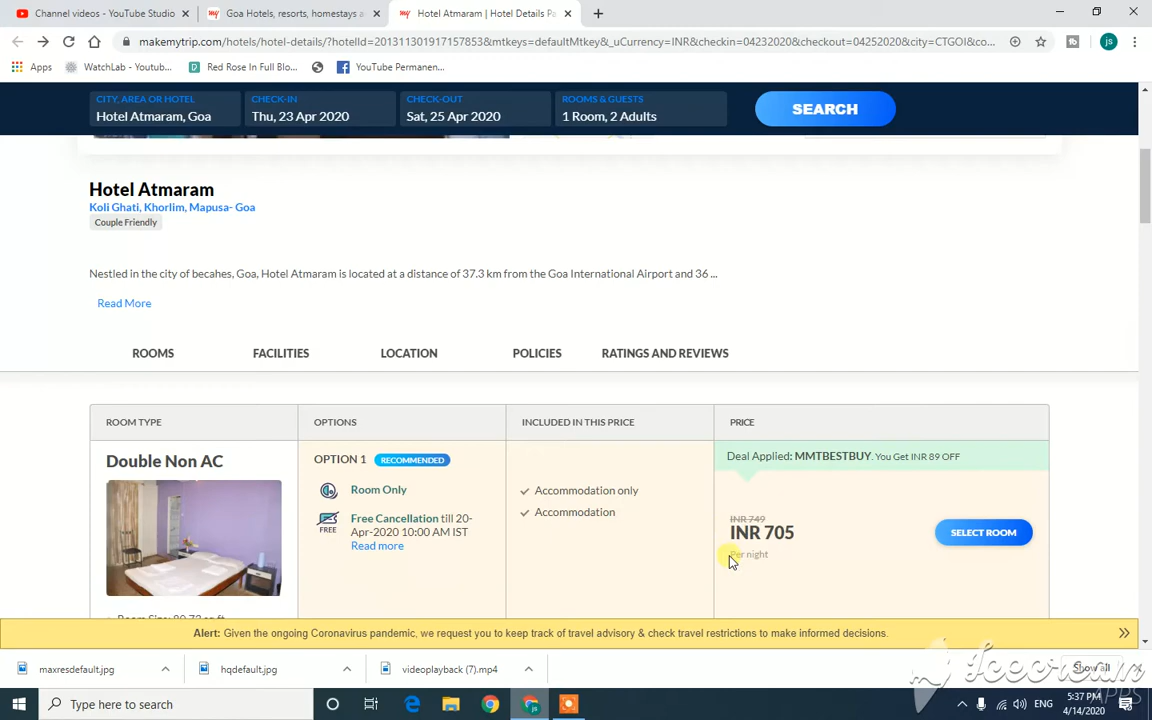 Channel videos - YouTube Studio
Goa Hotels, resorts, homestays a
Hotel Atmaram | Hotel Details Pa
makemytrip.com/hotels/hotel-details/?hotelId=201311301917157853&mtkeys=defaultMtkey&_uCurrency=INR&checkin=04232020&checkout=04252020&city=CTGOI&co...
js
Apps
WatchLab - Youtub...
Red Rose In Full Blo...
YouTube Permanen...
CITY, AREA OR HOTEL
Hotel Atmaram, Goa
CHECK-IN
Thu, 23 Apr 2020
CHECK-OUT
Sat, 25 Apr 2020
ROOMS & GUESTS
1 Room, 2 Adults
SEARCH
Hotel Atmaram
Koli Ghati, Khorlim, Mapusa- Goa
Couple Friendly
Nestled in the city of becahes, Goa, Hotel Atmaram is located at a distance of 37.3 km from the Goa International Airport and 36 ...
Read More
ROOMS
FACILITIES
LOCATION
POLICIES
RATINGS AND REVIEWS
ROOM TYPE
OPTIONS
INCLUDED IN THIS PRICE
PRICE
Double Non AC
OPTION 1 RECOMMENDED
Room Only
FREE
Free Cancellation till 20-
Apr-2020 10:00 AM IST
Read more
Accommodation only
Accommodation
Deal Applied: MMTBESTBUY. You Get INR 89 OFF
INR 749
INR 705
Per night
SELECT ROOM
Alert: Given the ongoing Coronavirus pandemic, we request you to keep track of travel advisory & check travel restrictions to make informed decisions.
maxresdefault.jpg
hqdefault.jpg
videoplayback (7).mp4
Show all
Icecream
APPS
Type here to search
ENG
5:37 PM
4/14/2020